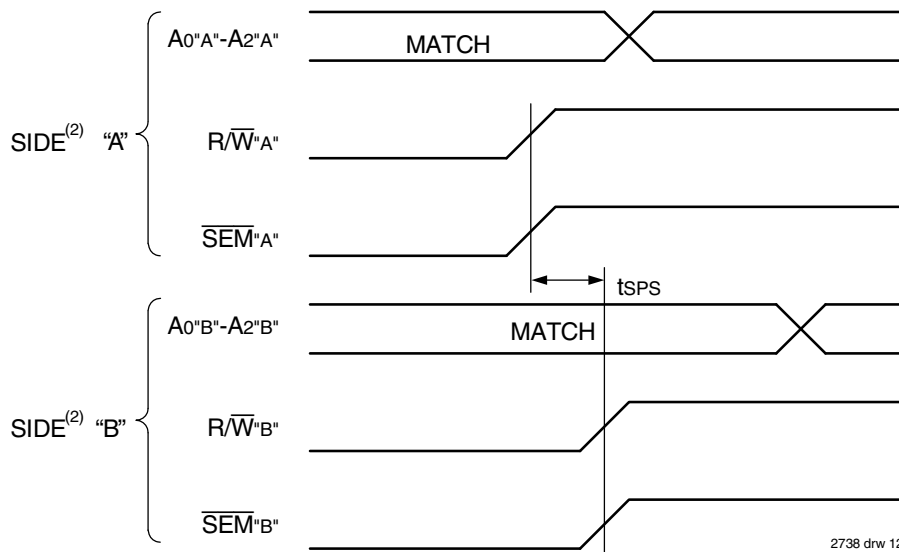 A0"A"-A2"A"
MATCH
SIDE(2) "A"
R/W"A"
SEM"A"
tSPS
A0"B"-A2"B"
MATCH
SIDE(2) "B"
R/W"B"
SEM"B"
2738 drw 12